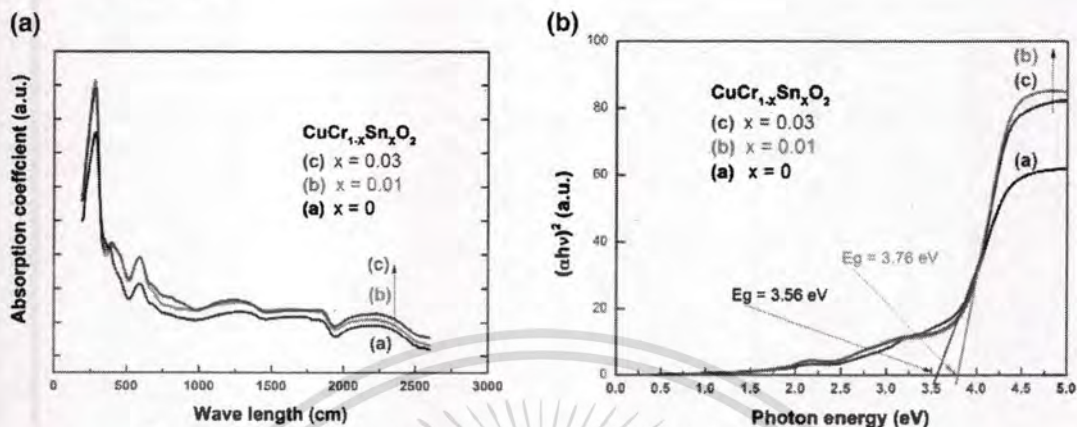 (a)
Absorption coeffcient (a.u.)
CuCr1-xSnxO2
(c) x = 0.03
(b) x = 0.01
(a) x = 0
(c)
(b)
(a)
0 500 1000 1500 2000 2500 3000
Wave length (cm)
(b)
(αhν)² (a.u.)
100
80
60
40
20
0
CuCr1-xSnxO2
(c) x = 0.03
(b) x = 0.01
(a) x = 0
(b)
(c)
(a)
Eg = 3.76 eV
Eg = 3.56 eV
0.0 0.5 1.0 1.5 2.0 2.5 3.0 3.5 4.0 4.5 5.0
Photon energy (eV)